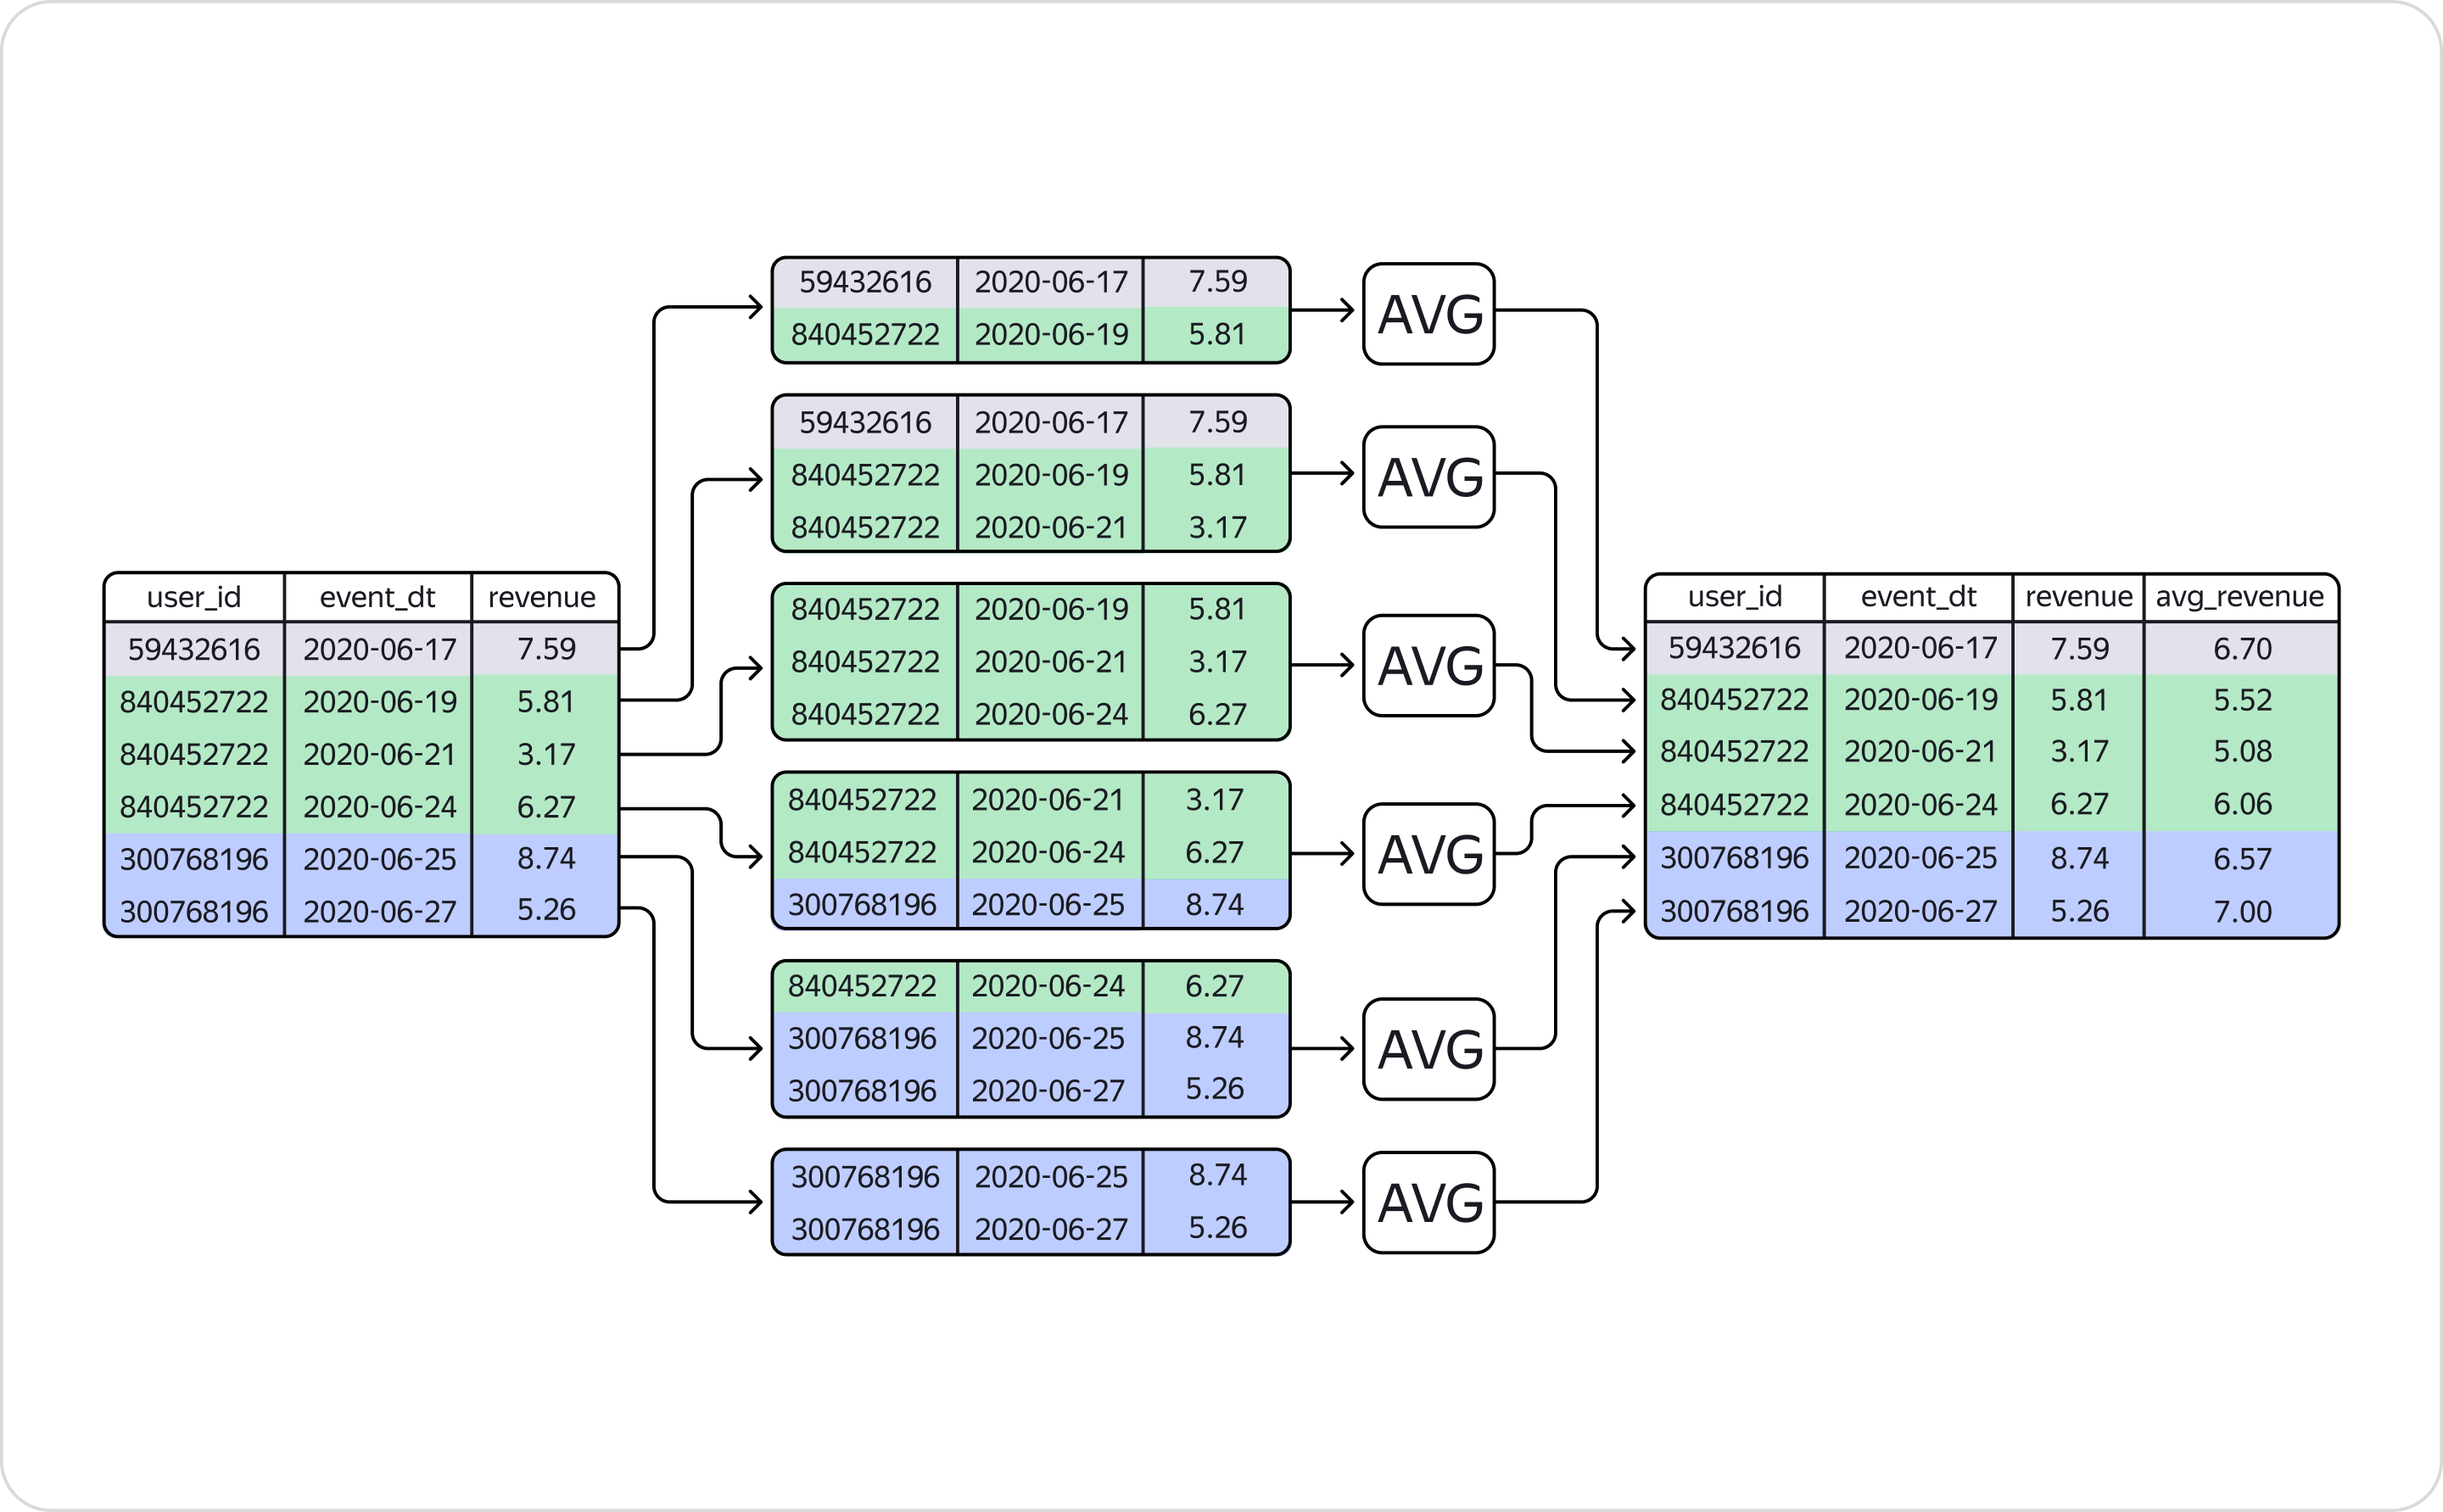 user_id event_dt revenue
59432616 2020-06-17 7.59
840452722 2020-06-19 5.81
840452722 2020-06-21 3.17
840452722 2020-06-24 6.27
300768196 2020-06-25 8.74
300768196 2020-06-27 5.26
59432616 2020-06-17 7.59
840452722 2020-06-19 5.81
AVG
59432616 2020-06-17 7.59
840452722 2020-06-19 5.81
840452722 2020-06-21 3.17
AVG
840452722 2020-06-19 5.81
840452722 2020-06-21 3.17
840452722 2020-06-24 6.27
AVG
840452722 2020-06-21 3.17
840452722 2020-06-24 6.27
300768196 2020-06-25 8.74
AVG
840452722 2020-06-24 6.27
300768196 2020-06-25 8.74
300768196 2020-06-27 5.26
AVG
300768196 2020-06-25 8.74
300768196 2020-06-27 5.26
AVG
user_id event_dt revenue avg_revenue
59432616 2020-06-17 7.59 6.70
840452722 2020-06-19 5.81 5.52
840452722 2020-06-21 3.17 5.08
840452722 2020-06-24 6.27 6.06
300768196 2020-06-25 8.74 6.57
300768196 2020-06-27 5.26 7.00